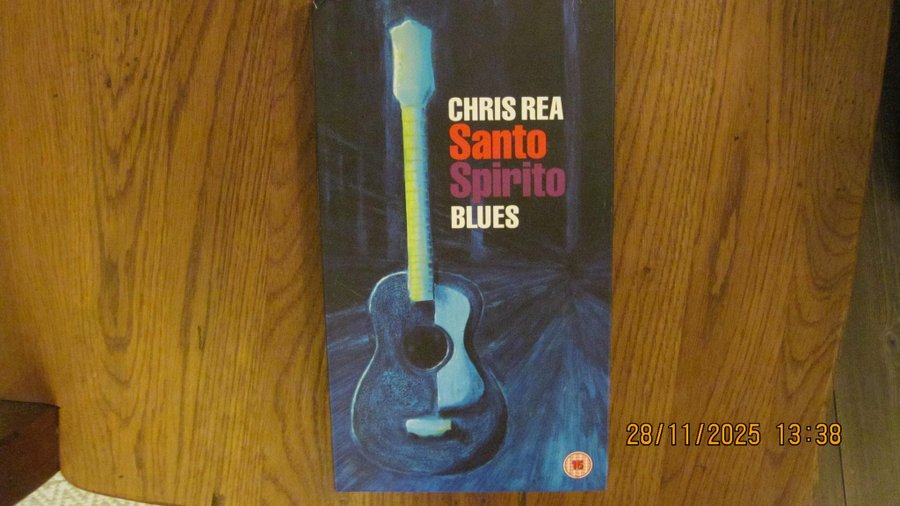 CHRIS REA
Santo
Spirito
BLUES
15
28/11/2025 13:38